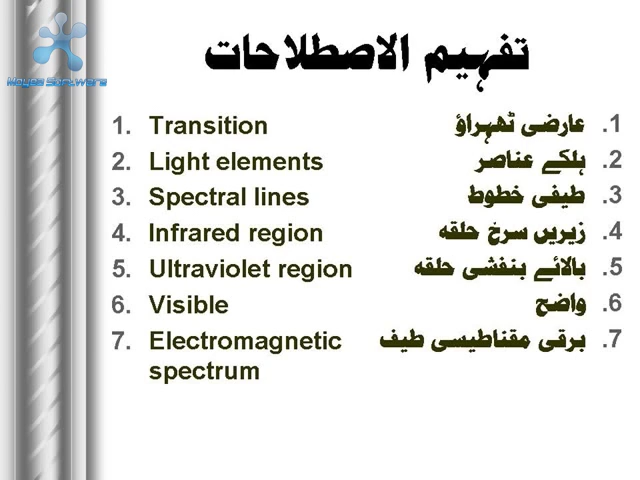 Mayas Software
تفہیم الاصطلاحات
1. Transition
عارضی ٹھہراؤ .1
2. Light elements
ہلکے عناصر .2
3. Spectral lines
طیفی خطوط .3
4. Infrared region
زیریں سرخ حلقہ .4
5. Ultraviolet region
بالائے بنفشی حلقہ .5
6. Visible
واضح .6
7. Electromagnetic
spectrum
برقی مقناطیسی طیف .7